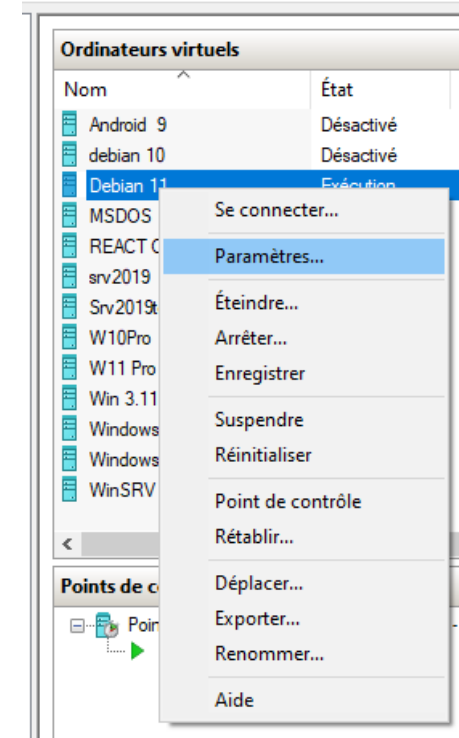 Ordinateurs virtuels
Nom État
Android 9 Désactivé
debian 10 Désactivé
Debian 11 Exécution
MSDOS
REACT
srv2019
Srv2019t
W10Pro
W11 Pro
Win 3.11
Windows
Windows
WinSRV
Se connecter...
Paramètres...
Éteindre...
Arrêter...
Enregistrer
Suspendre
Réinitialiser
Point de contrôle
Rétablir...
Déplacer...
Exporter...
Renommer...
Aide
Points de c
Poin